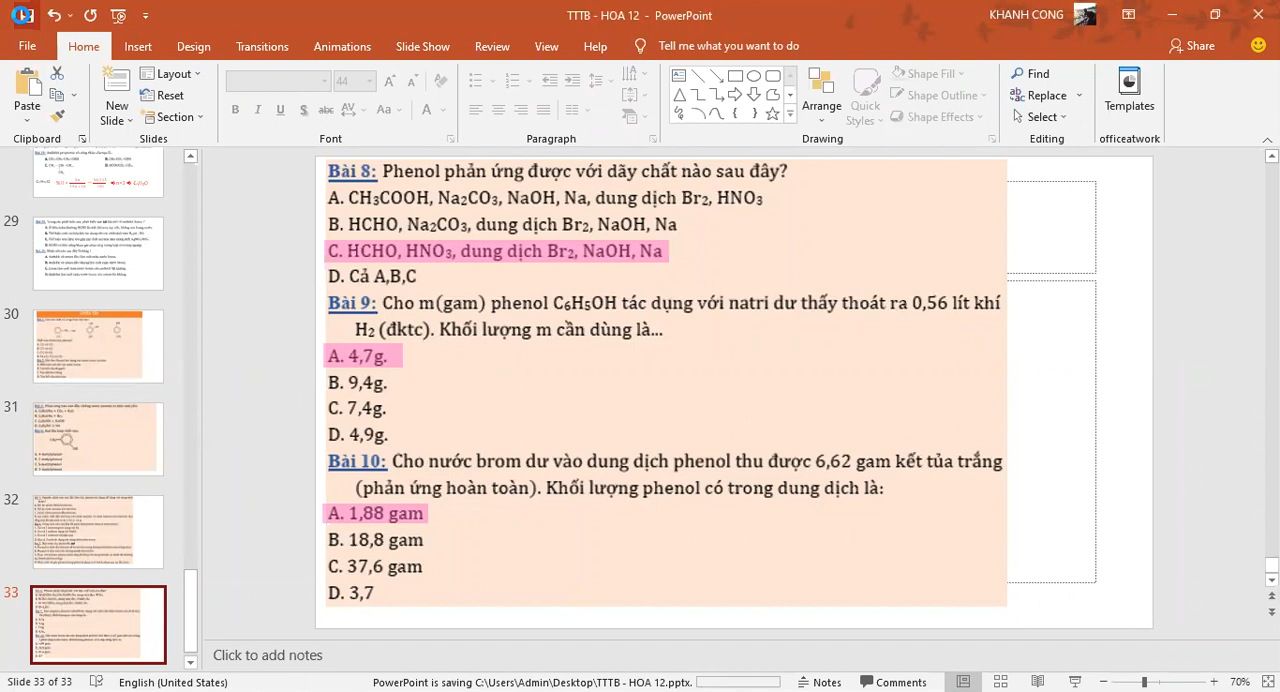 TTTB - HOA 12 - PowerPoint
KHANH CONG
File Home Insert Design Transitions Animations Slide Show Review View Help Tell me what you want to do Share
Paste
New Slide
Layout
Reset
Section
44
B I U S abc AV Aa A
Arrange
Quick Styles
Shape Fill
Shape Outline
Shape Effects
Find
Replace
Select
Templates
Clipboard Slides Font Paragraph Drawing Editing officeatwork
29
30
31
32
33
Bài 8: Phenol phản ứng được với dãy chất nào sau đây?
A. CH₃COOH, Na₂CO₃, NaOH, Na, dung dịch Br₂, HNO₃
B. HCHO, Na₂CO₃, dung dịch Br₂, NaOH, Na
C. HCHO, HNO₃, dung dịch Br₂, NaOH, Na
D. Cả A,B,C
Bài 9: Cho m(gam) phenol C₆H₅OH tác dụng với natri dư thấy thoát ra 0,56 lít khí
H₂ (đktc). Khối lượng m cần dùng là...
A. 4,7g.
B. 9,4g.
C. 7,4g.
D. 4,9g.
Bài 10: Cho nước brom dư vào dung dịch phenol thu được 6,62 gam kết tủa trắng
(phản ứng hoàn toàn). Khối lượng phenol có trong dung dịch là:
A. 1,88 gam
B. 18,8 gam
C. 37,6 gam
D. 3,7
Click to add notes
Slide 33 of 33 English (United States) PowerPoint is saving C:\Users\Admin\Desktop\TTTB - HOA 12.pptx. Notes Comments 70%